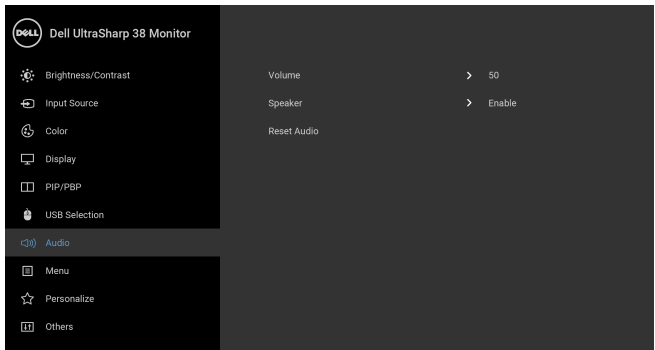 DELL Dell UltraSharp 38 Monitor
Brightness/Contrast
Volume > 50
Input Source
Speaker > Enable
Color
Reset Audio
Display
PIP/PBP
USB Selection
Audio
Menu
Personalize
Others